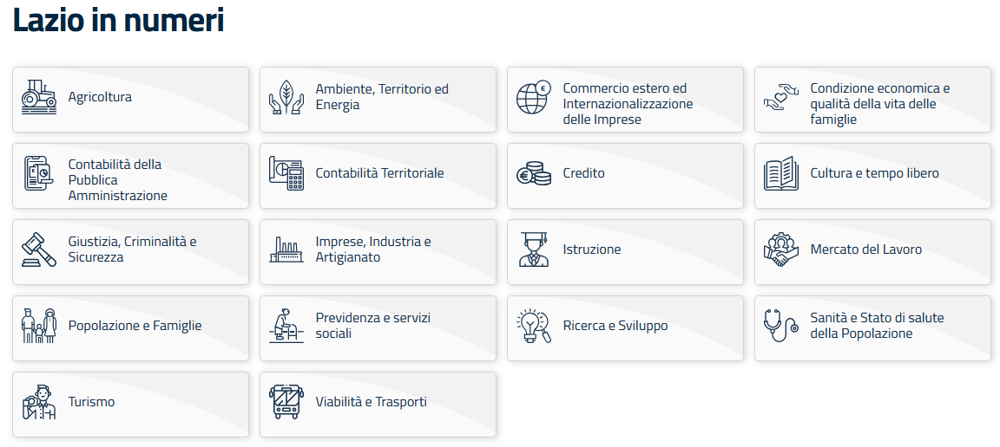 Lazio in numeri
Agricoltura
Ambiente, Territorio ed
Energia
Commercio estero ed
Internazionalizzazione
delle Imprese
Condizione economica e
qualità della vita delle
famiglie
Contabilità della
Pubblica
Amministrazione
Contabilità Territoriale
Credito
Cultura e tempo libero
Giustizia, Criminalità e
Sicurezza
Imprese, Industria e
Artigianato
Istruzione
Mercato del Lavoro
Popolazione e Famiglie
Previdenza e servizi
sociali
Ricerca e Sviluppo
Sanità e Stato di salute
della Popolazione
Turismo
Viabilità e Trasporti